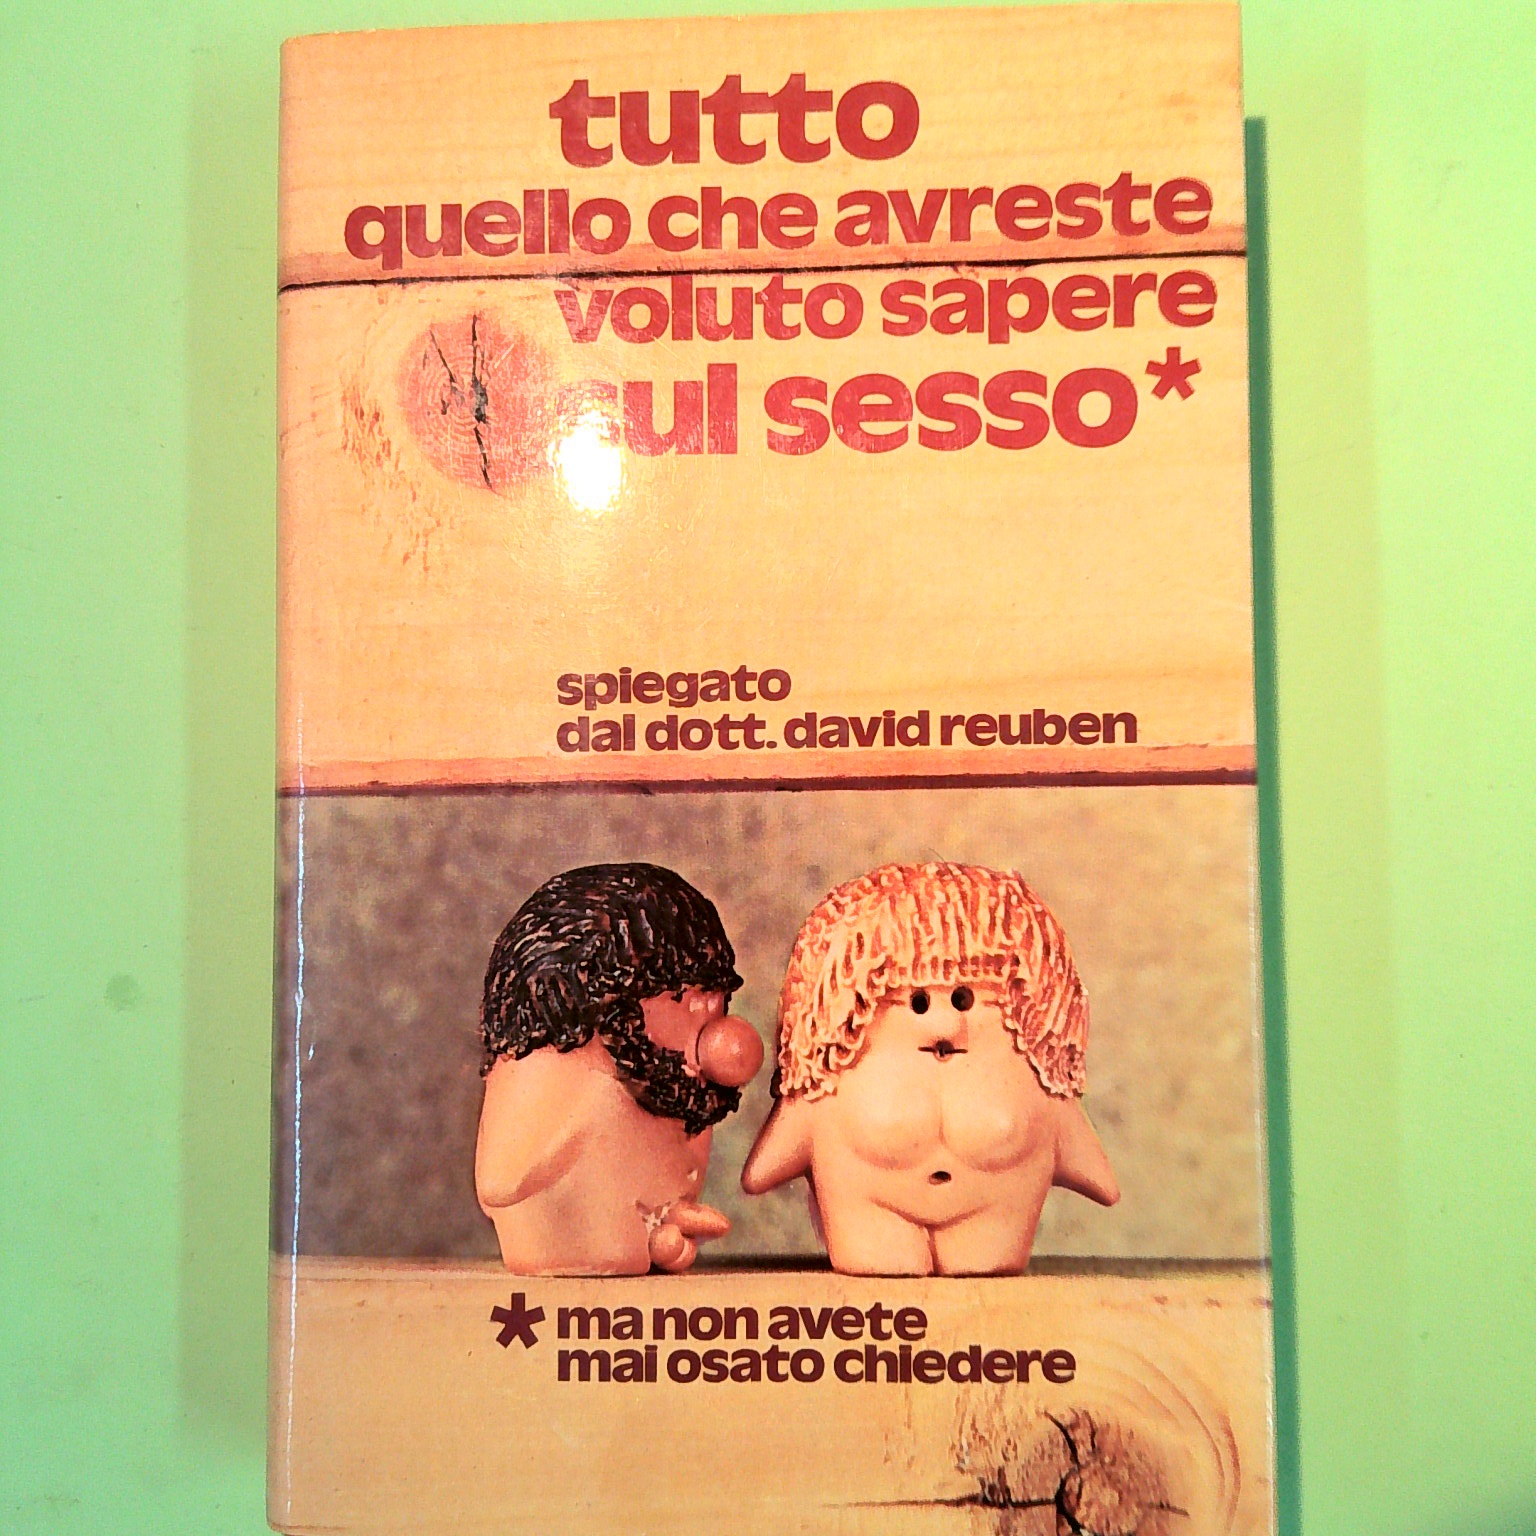 tutto
quello che avreste
voluto sapere
sul sesso*
spiegato
dal dott. david reuben
* ma non avete
mai osato chiedere